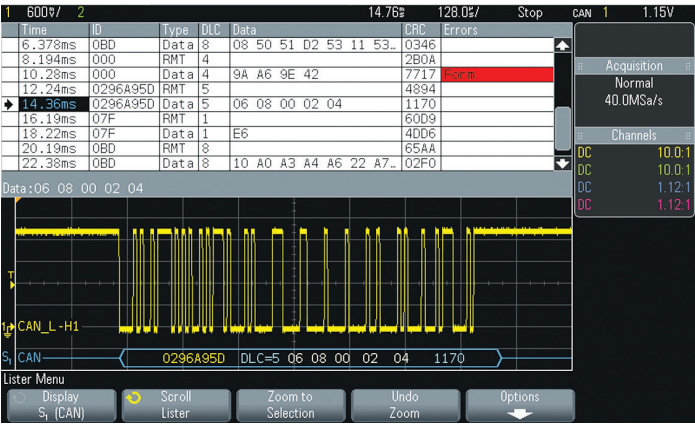 1 600▽/ 2 14.76s 128.0s/ Stop CAN 1 1.15V
Time ID Type DLC Data CRC Errors
6.378ms 0BD Data 8 08 50 51 D2 53 11 53… 0346
8.194ms 000 RMT 4 2B0A
10.28ms 000 Data 4 9A A6 9E 42 7717 Form
12.24ms 0296A95D RMT 5 4894
14.36ms 0296A95D Data 5 06 08 00 02 04 1170
16.19ms 07F RMT 1 60D9
18.22ms 07F Data 1 E6 4DD6
20.19ms 0BD RMT 8 65AA
22.38ms 0BD Data 8 10 A0 A3 A4 A6 22 A7… 02F0
Data:06 08 00 02 04
Acquisition
Normal
40.0MSa/s
Channels
DC 10.0:1
DC 10.0:1
DC 1.12:1
DC 1.12:1
T
1 CAN_L-H1
S1 CAN 0296A95D DLC=5 06 08 00 02 04 1170
Lister Menu
Display
S1 (CAN)
Scroll
Lister
Zoom to
Selection
Undo
Zoom
Options